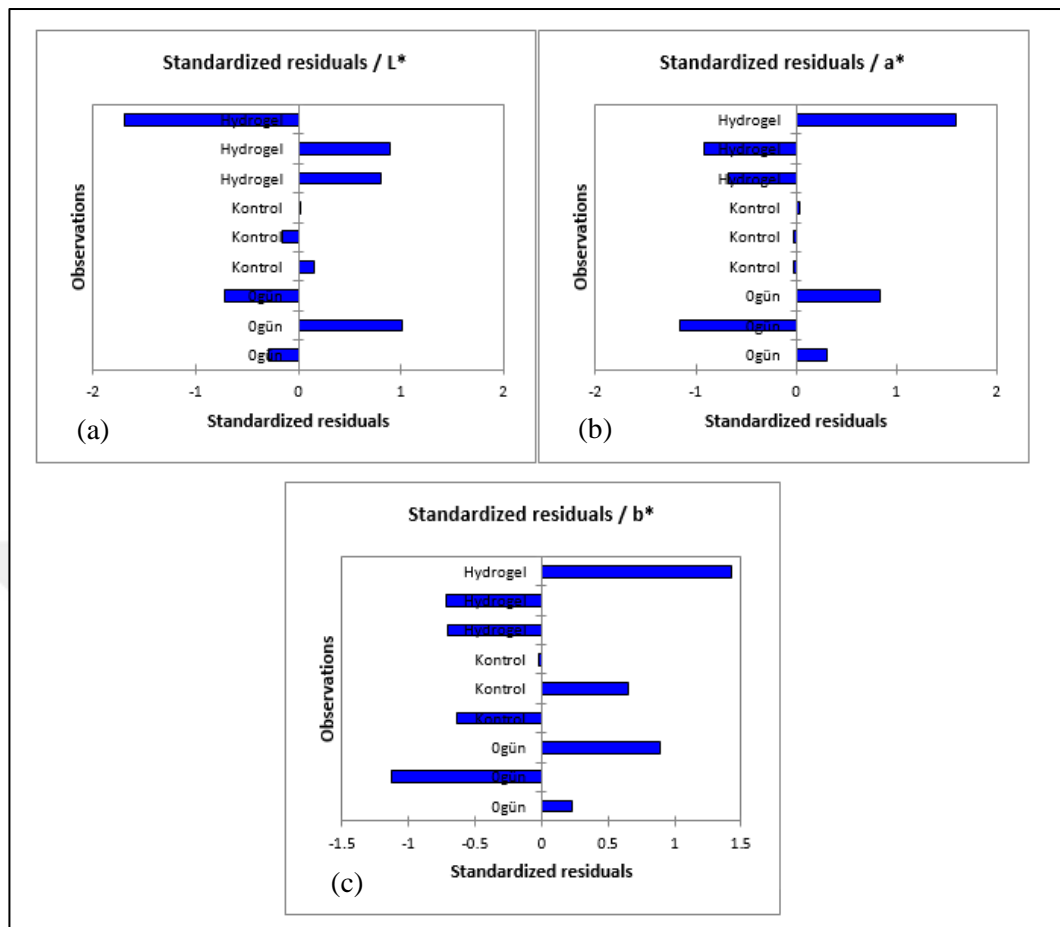 Standardized residuals / L*
Observations
Hydrogel
Hydrogel
Hydrogel
Kontrol
Kontrol
Kontrol
0gün
0gün
0gün
-2 -1 0 1 2
Standardized residuals
(a)
Standardized residuals / a*
Observations
Hydrogel
Hydrogel
Hydrogel
Kontrol
Kontrol
Kontrol
0gün
0gün
0gün
-2 -1 0 1 2
Standardized residuals
(b)
Standardized residuals / b*
Observations
Hydrogel
Hydrogel
Hydrogel
Kontrol
Kontrol
Kontrol
0gün
0gün
0gün
-1.5 -1 -0.5 0 0.5 1 1.5
Standardized residuals
(c)